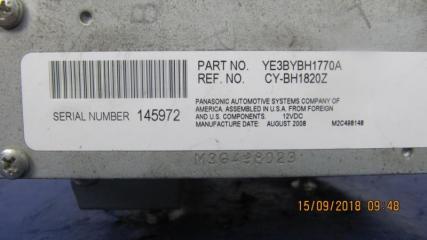 PART NO. YE3BYBH1770A
REF. NO. CY-BH1820Z
SERIAL NUMBER 145972
PANASONIC AUTOMOTIVE SYSTEMS COMPANY OF
AMERICA. ASSEMBLED IN U.S.A. FROM FOREIGN
AND U.S. COMPONENTS. 12VDC
MANUFACTURE DATE: AUGUST 2008 M2C498148
15/09/2018 09:48